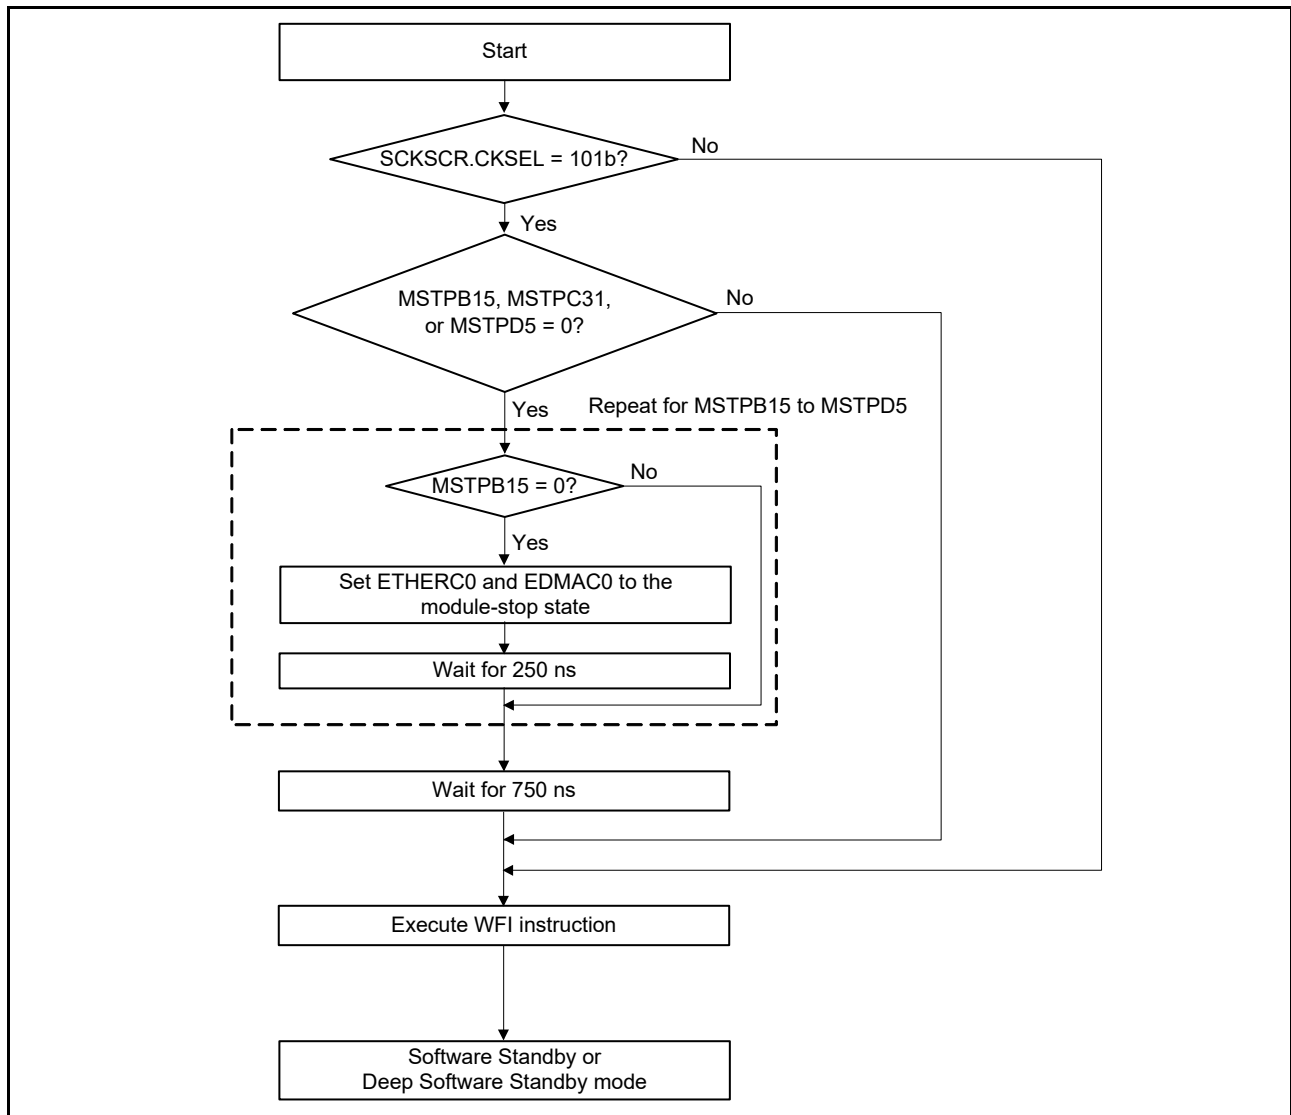 Start
SCKSCR.CKSEL = 101b?
No
Yes
MSTPB15, MSTPC31,
or MSTPD5 = 0?
No
Yes
Repeat for MSTPB15 to MSTPD5
MSTPB15 = 0?
No
Yes
Set ETHERC0 and EDMAC0 to the
module-stop state
Wait for 250 ns
Wait for 750 ns
Execute WFI instruction
Software Standby or
Deep Software Standby mode